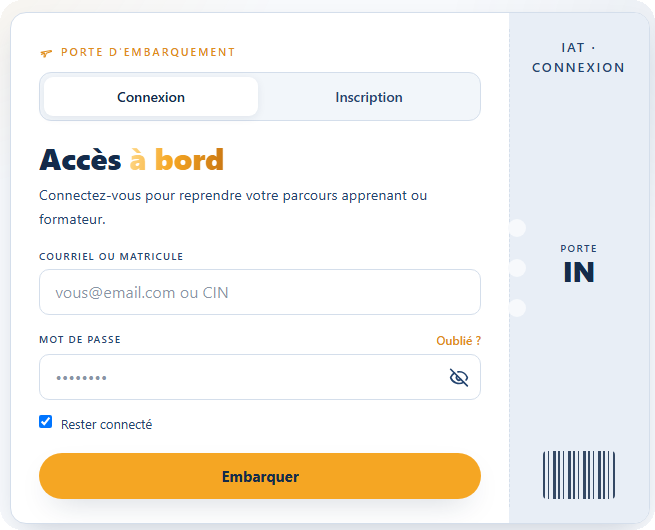 PORTE D'EMBARQUEMENT
Connexion
Inscription
Accès à bord
Connectez-vous pour reprendre votre parcours apprenant ou
formateur.
COURRIEL OU MATRICULE
vous@email.com ou CIN
MOT DE PASSE
Oublié ?
••••••••
Rester connecté
Embarquer
IAT ·
CONNEXION
PORTE
IN